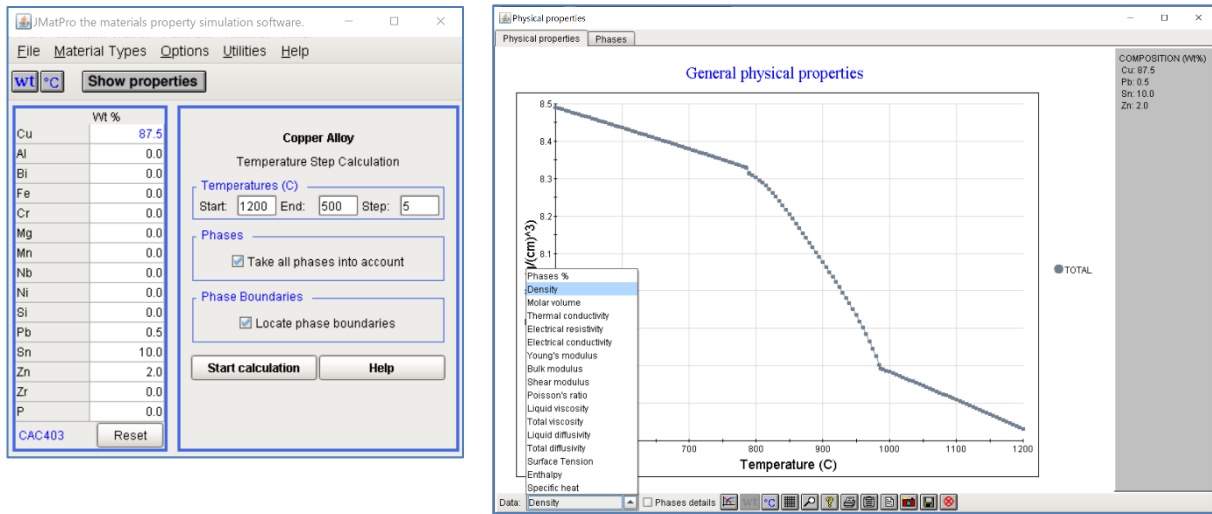 JMatPro the materials property simulation software.
File Material Types Options Utilities Help
wt °C Show properties
Wt %
Cu 87.5
Al 0.0
Bi 0.0
Fe 0.0
Cr 0.0
Mg 0.0
Mn 0.0
Nb 0.0
Ni 0.0
Si 0.0
Pb 0.5
Sn 10.0
Zn 2.0
Zr 0.0
P 0.0
CAC403 Reset
Copper Alloy
Temperature Step Calculation
Temperatures (C)
Start: 1200 End: 500 Step: 5
Phases
Take all phases into account
Phase Boundaries
Locate phase boundaries
Start calculation Help
Physical properties
Physical properties Phases
General physical properties
8.5
8.4
8.3
8.2
8.1
/(cm)^3)
700 800 900 1000 1100 1200
Temperature (C)
TOTAL
COMPOSITION (Wt%)
Cu: 87.5
Pb: 0.5
Sn: 10.0
Zn: 2.0
Phases %
Density
Molar volume
Thermal conductivity
Electrical resistivity
Electrical conductivity
Young's modulus
Bulk modulus
Shear modulus
Poisson's ratio
Liquid viscosity
Total viscosity
Liquid diffusivity
Total diffusivity
Surface Tension
Enthalpy
Specific heat
Data: Density Phases details wt °C